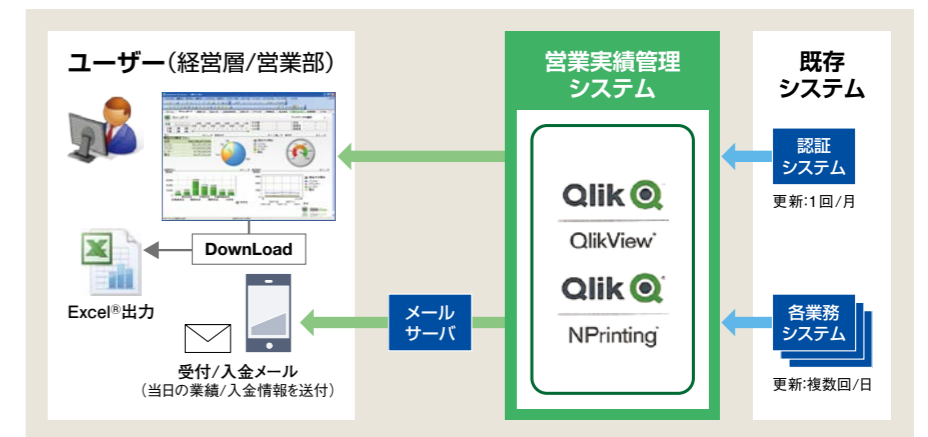 ユーザー（経営層/営業部）
DownLoad
Excel®出力
受付/入金メール
（当日の業績/入金情報を送付）
メール
サーバ
営業実績管理
システム
Qlik
QlikView
Qlik
NPrinting
既存
システム
認証
システム
更新：1回/月
各業務
システム
更新：複数回/日